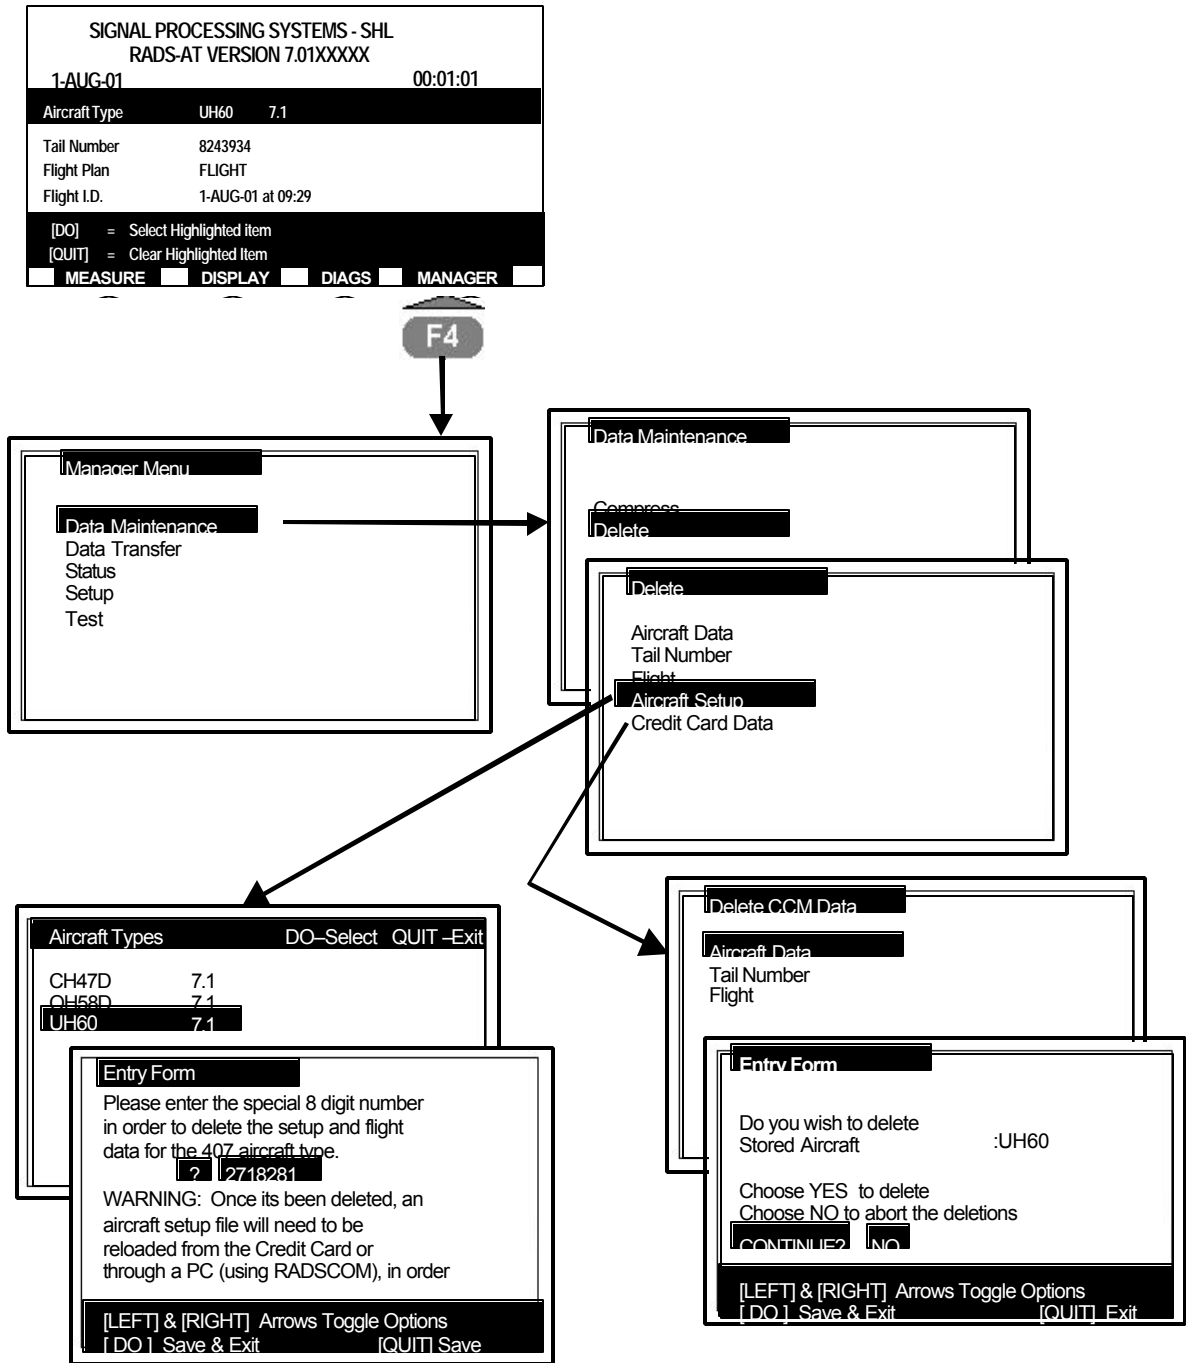 SIGNAL PROCESSING SYSTEMS - SHL
RADS-AT VERSION 7.01XXXXX
1-AUG-01 00:01:01
Aircraft Type UH60 7.1
Tail Number 8243934
Flight Plan FLIGHT
Flight I.D. 1-AUG-01 at 09:29
[DO] = Select Highlighted item
[QUIT] = Clear Highlighted Item
MEASURE DISPLAY DIAGS MANAGER
F4
Manager Menu
Data Maintenance
Data Transfer
Status
Setup
Test
Data Maintenance
Compress
Delete
Delete
Aircraft Data
Tail Number
Flight
Aircraft Setup
Credit Card Data
Aircraft Types DO–Select QUIT –Exit
CH47D 7.1
OH58D 7.1
UH60 7.1
Entry Form
Please enter the special 8 digit number
in order to delete the setup and flight
data for the 407 aircraft type.
? 2718281
WARNING: Once its been deleted, an
aircraft setup file will need to be
reloaded from the Credit Card or
through a PC (using RADSCOM), in order
[LEFT] & [RIGHT] Arrows Toggle Options
[ DO ] Save & Exit [QUIT] Save
Delete CCM Data
Aircraft Data
Tail Number
Flight
Entry Form
Do you wish to delete
Stored Aircraft :UH60
Choose YES to delete
Choose NO to abort the deletions
CONTINUE? NO
[LEFT] & [RIGHT] Arrows Toggle Options
[ DO ] Save & Exit [QUIT] Exit